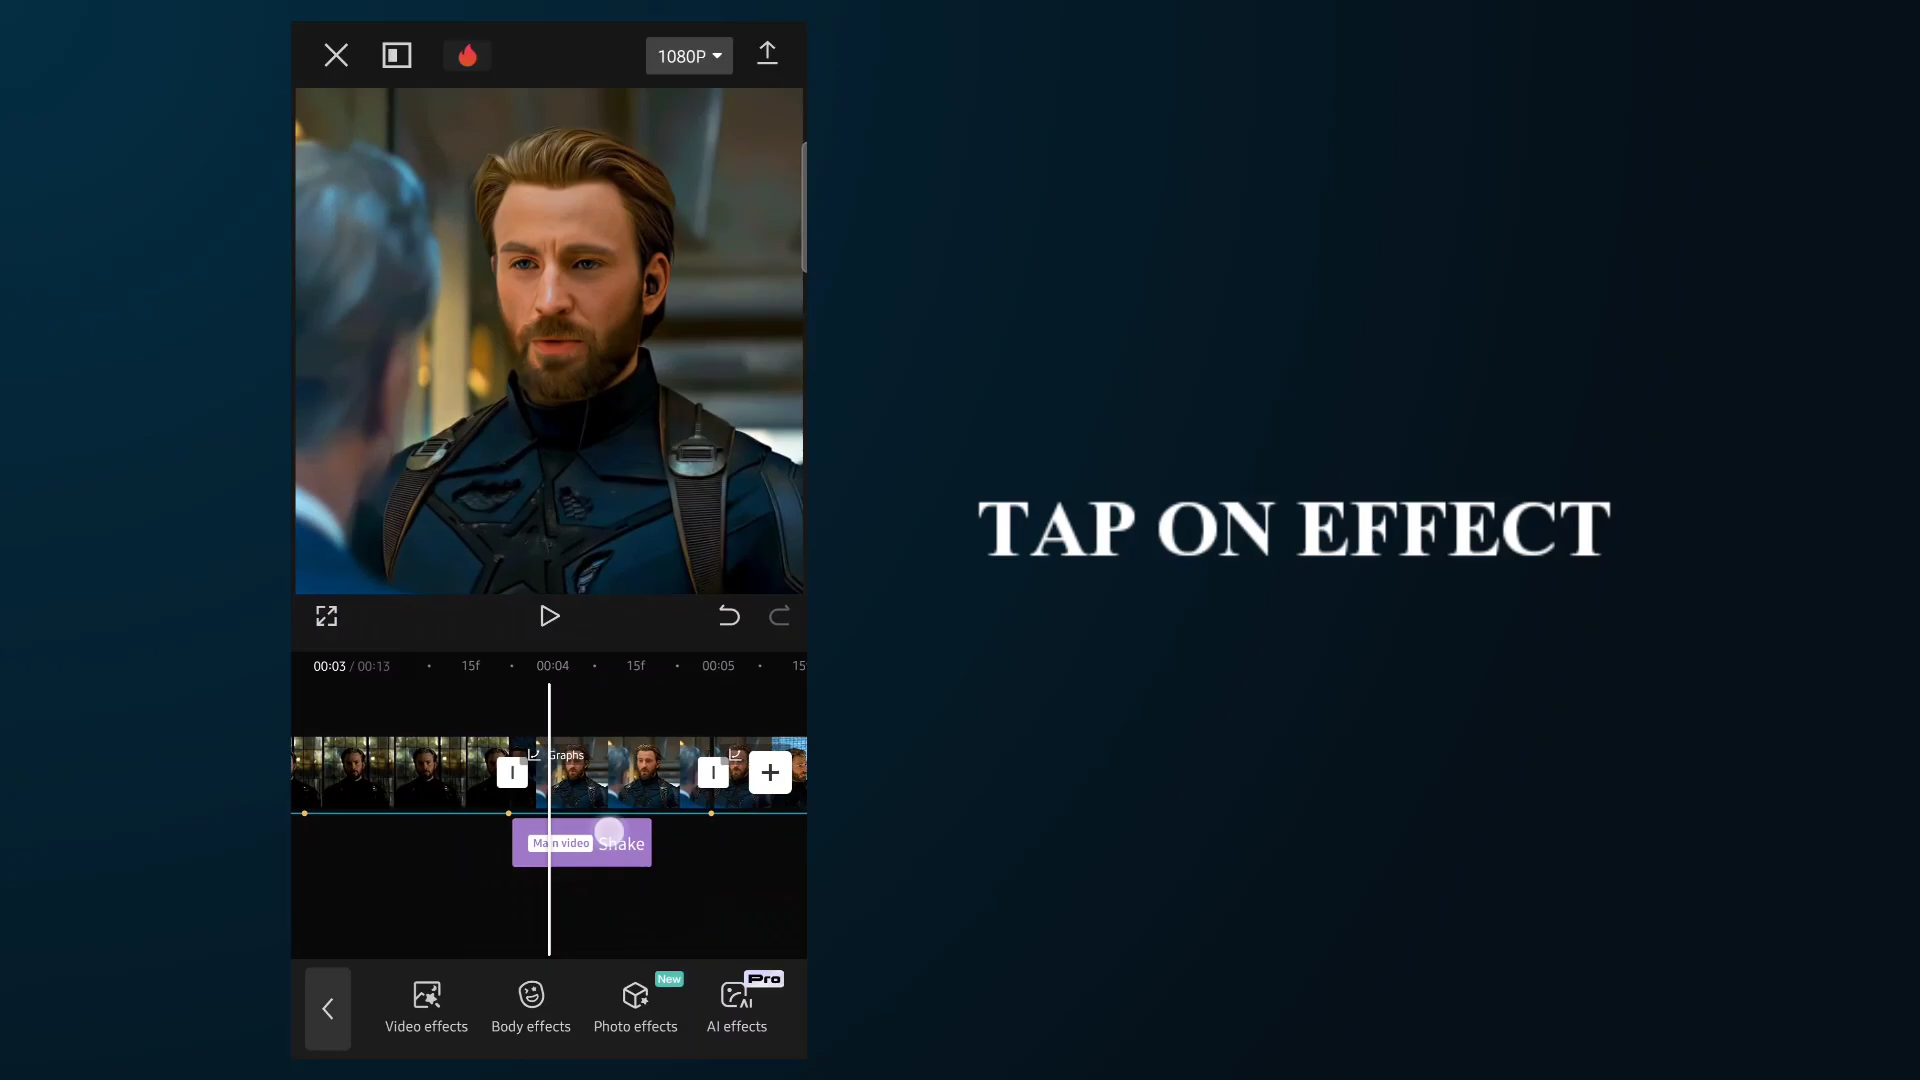 1080P
TAP ON EFFECT
00:03 / 00:13
15f
00:04
15f
00:05
15
Graphs
Main video
Shake
New
Pro
AI
Video effects
Body effects
Photo effects
AI effects